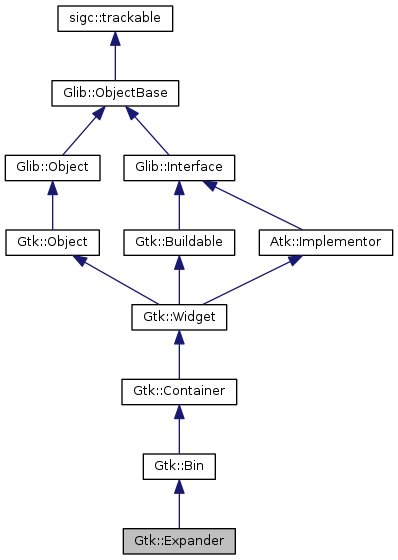 sigc::trackable
Glib::ObjectBase
Glib::Object
Glib::Interface
Gtk::Object
Gtk::Buildable
Atk::Implementor
Gtk::Widget
Gtk::Container
Gtk::Bin
Gtk::Expander